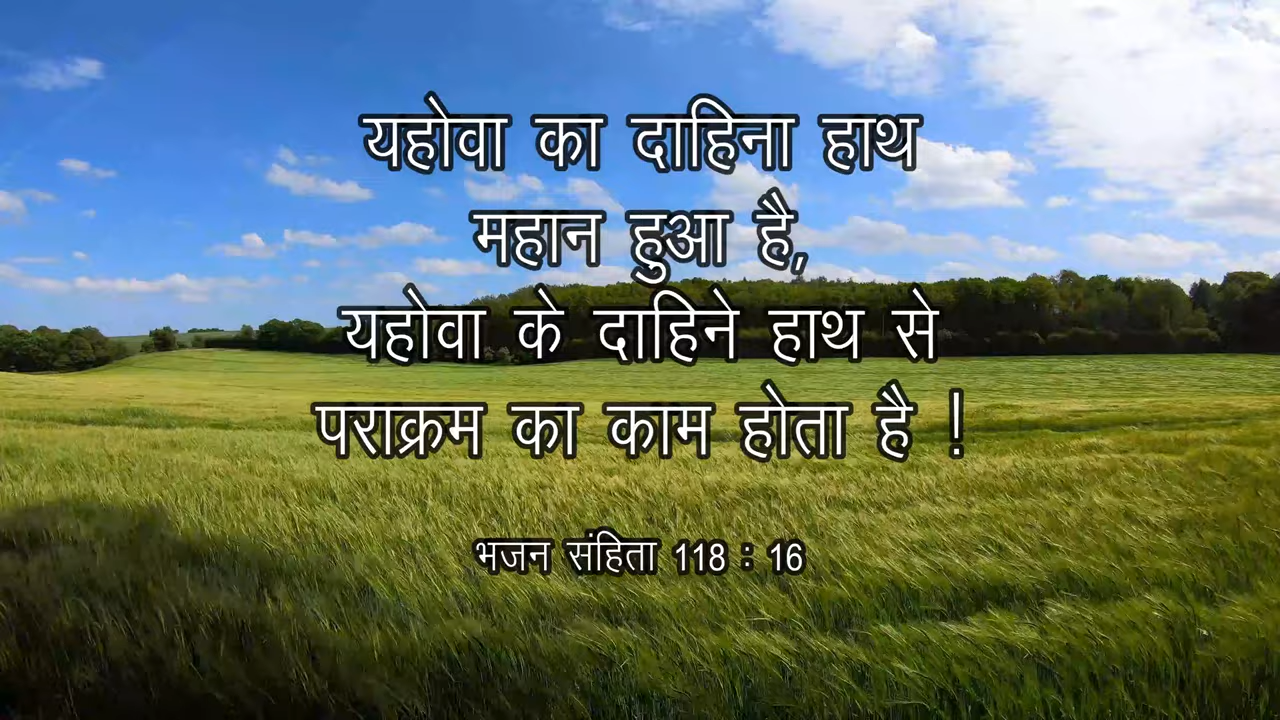 यहोवा का दाहिना हाथ
महान हुआ है,
यहोवा के दाहिने हाथ से
पराक्रम का काम होता है !
भजन संहिता 118 : 16